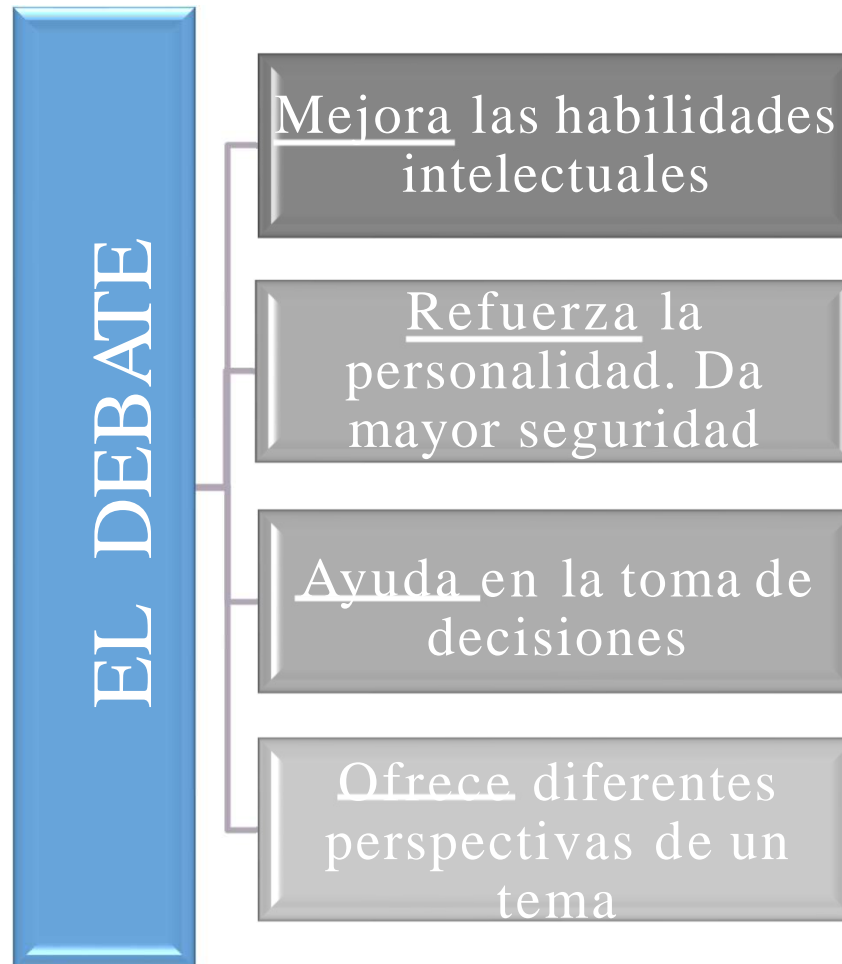 EL DEBATE
Mejora las habilidades
intelectuales
Refuerza la
personalidad. Da
mayor seguridad
Ayuda en la toma de
decisiones
Ofrece diferentes
perspectivas de un
tema